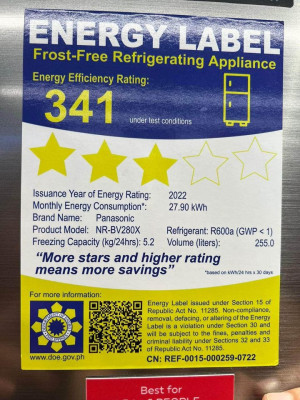 ENERGY LABEL
Frost-Free Refrigerating Appliance
Energy Efficiency Rating:
341 under test conditions
Issuance Year of Energy Rating: 2022
Monthly Energy Consumption*: 27.90 kWh
Brand Name: Panasonic
Product Model: NR-BV280X Refrigerant: R600a (GWP < 1)
Freezing Capacity (kg/24hrs): 5.2 Volume (liters): 255.0
"More stars and higher rating
means more savings"
*based on kWh/24 hrs x 30 days
For more information:
www.doe.gov.ph
Energy Label issued under Section 15 of
Republic Act No. 11285. Non-compliance,
removal, defacing, or altering of the Energy
Label is a violation under Section 30 and
will be subject to the fines, penalties and
criminal liability under Sections 32 and 33
of Republic Act No. 11285.
CN: REF-0015-000259-0722
Best for
PEOPLE